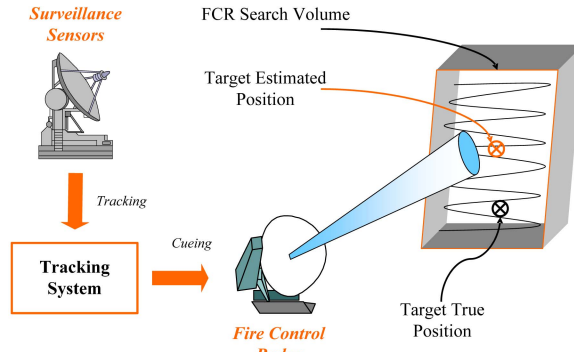 Surveillance
Sensors
FCR Search Volume
Target Estimated
Position
Tracking
Cueing
Tracking
System
Target True
Position
Fire Control